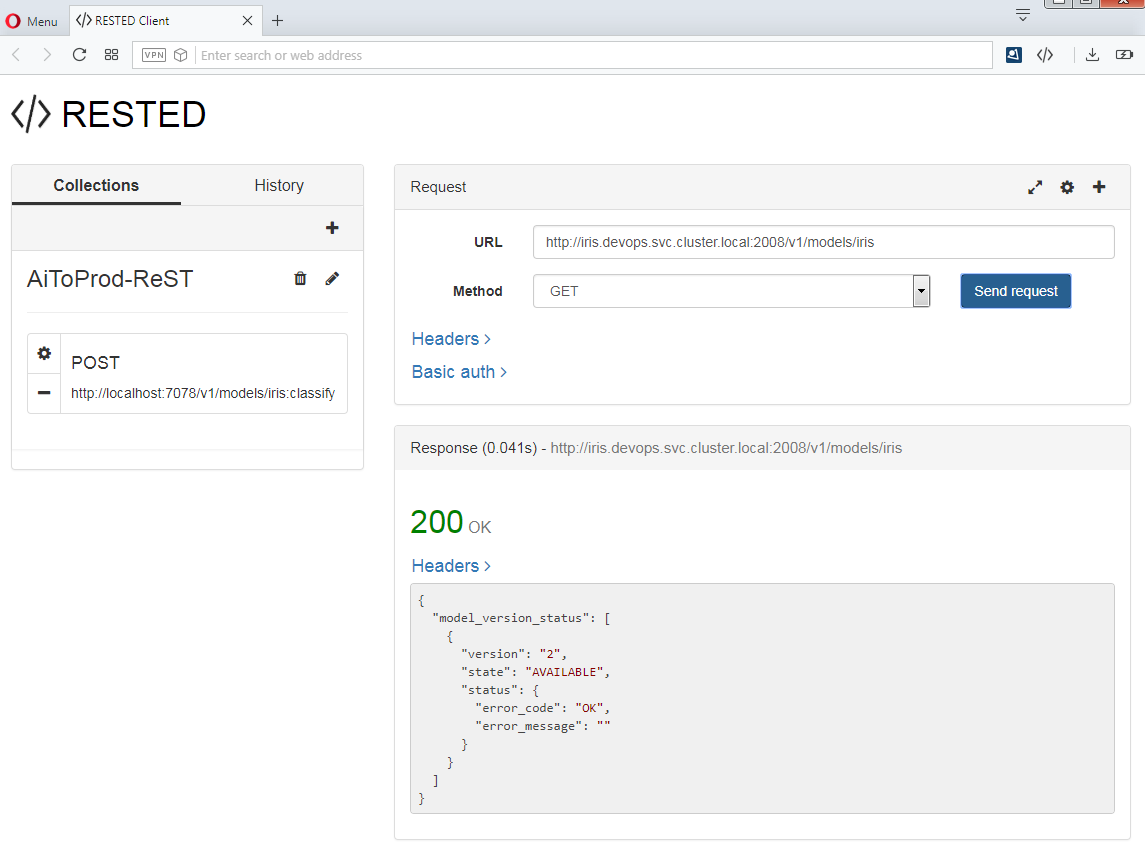 Menu
</> RESTED Client
VPN
Enter search or web address
</> RESTED
Collections
History
AiToProd-ReST
POST
http://localhost:7078/v1/models/iris:classify
Request
URL
http://iris.devops.svc.cluster.local:2008/v1/models/iris
Method
GET
Send request
Headers >
Basic auth >
Response (0.041s) - http://iris.devops.svc.cluster.local:2008/v1/models/iris
200 OK
Headers >
{
  "model_version_status": [
    {
      "version": "2",
      "state": "AVAILABLE",
      "status": {
        "error_code": "OK",
        "error_message": ""
      }
    }
  ]
}